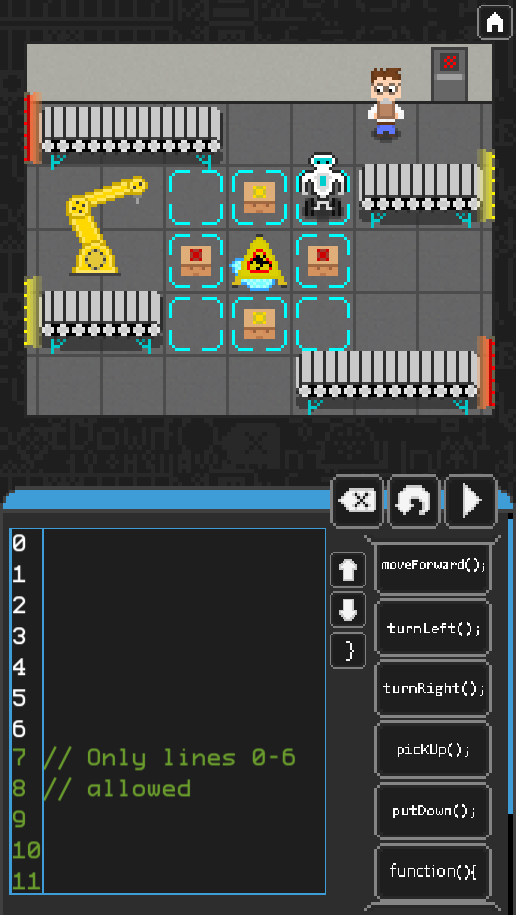 0
1
2
3
4
5
6
7 // Only lines 0-6
8 // allowed
9
10
11
}
moveForward();
turnLeft();
turnRight();
pickUp();
putDown();
function(){